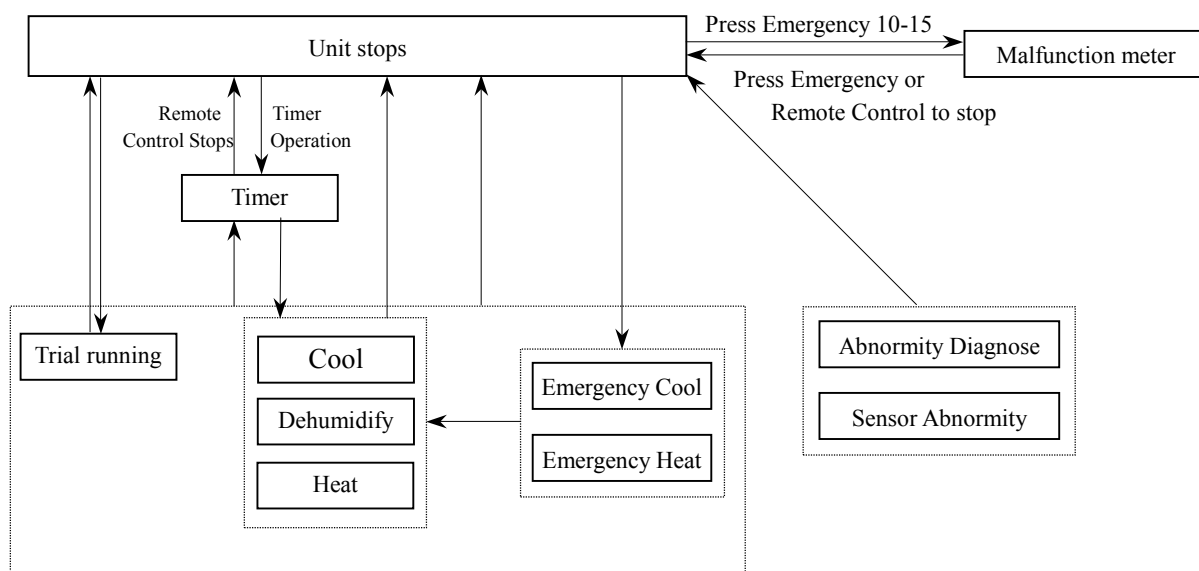 Unit stops
Press Emergency 10-15
Malfunction meter
Press Emergency or
Remote Control to stop
Remote
Control Stops
Timer
Operation
Timer
Trial running
Cool
Dehumidify
Heat
Emergency Cool
Emergency Heat
Abnormity Diagnose
Sensor Abnormity